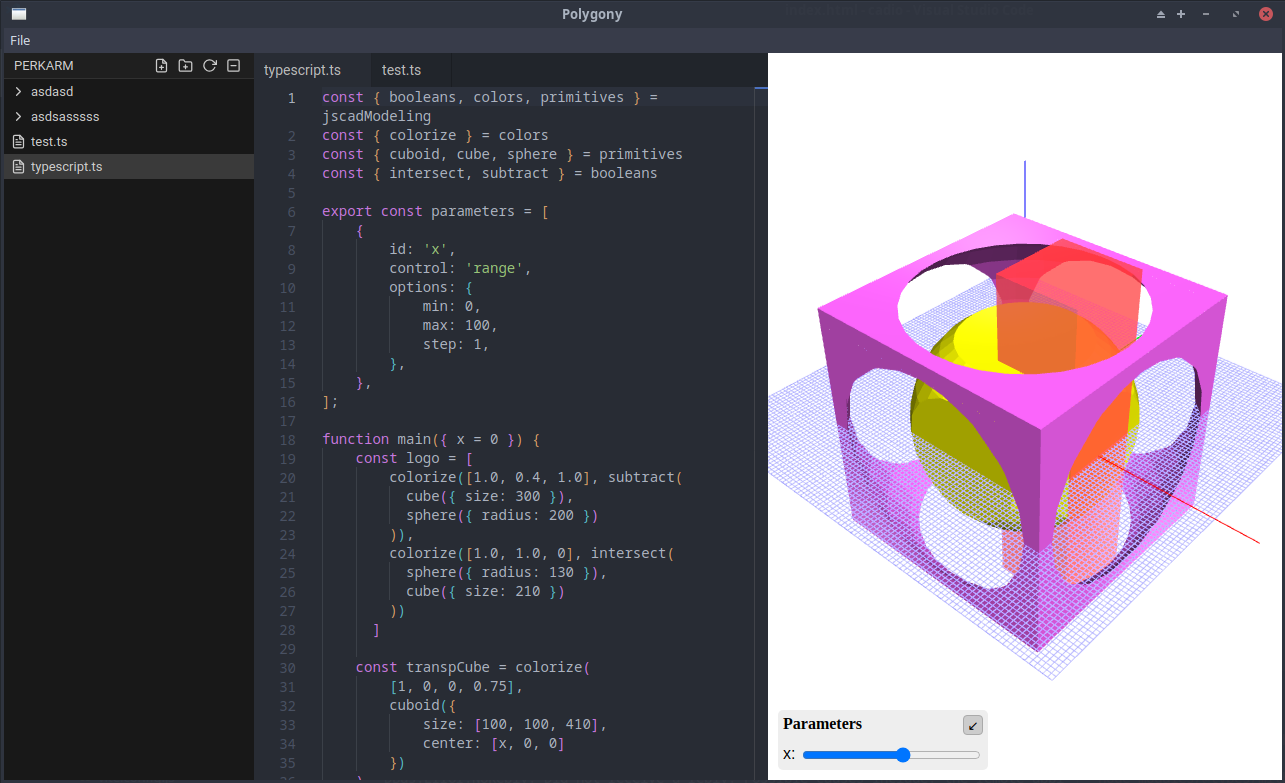 Polygony
File
PERKARM
asdasd
asdsasssss
test.ts
typescript.ts
typescript.ts test.ts
1 const { booleans, colors, primitives } =
jscadModeling
2 const { colorize } = colors
3 const { cuboid, cube, sphere } = primitives
4 const { intersect, subtract } = booleans
5
6 export const parameters = [
7 {
8 id: 'x',
9 control: 'range',
10 options: {
11 min: 0,
12 max: 100,
13 step: 1,
14 },
15 },
16 ];
17
18 function main({ x = 0 }) {
19 const logo = [
20 colorize([1.0, 0.4, 1.0], subtract(
21 cube({ size: 300 }),
22 sphere({ radius: 200 })
23 )),
24 colorize([1.0, 1.0, 0], intersect(
25 sphere({ radius: 130 }),
26 cube({ size: 210 })
27 ))
28 ]
29
30 const transpCube = colorize(
31 [1, 0, 0, 0.75],
32 cuboid({
33 size: [100, 100, 410],
34 center: [x, 0, 0]
35 })
Parameters
x: